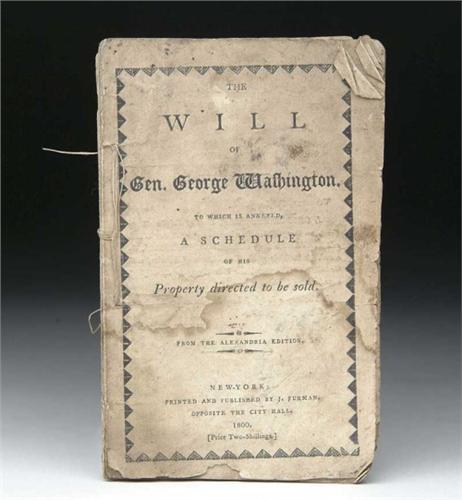 THE
WILL
OF
Gen. George Waſhington.
TO WHICH IS ANNEXED,
A SCHEDULE
OF HIS
Property directed to be sold.
FROM THE ALEXANDRIA EDITION.
NEW-YORK:
PRINTED AND PUBLISHED BY J. FURMAN,
OPPOSITE THE CITY HALL.
1800.
[Price Two-Shillings.]